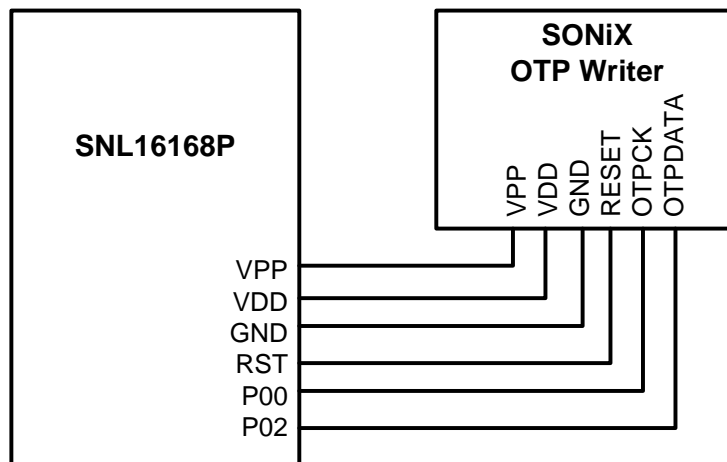 SONiX
OTP Writer
SNL16168P
VPP
VDD
GND
RESET
OTPCK
OTPDATA
VPP
VDD
GND
RST
P00
P02